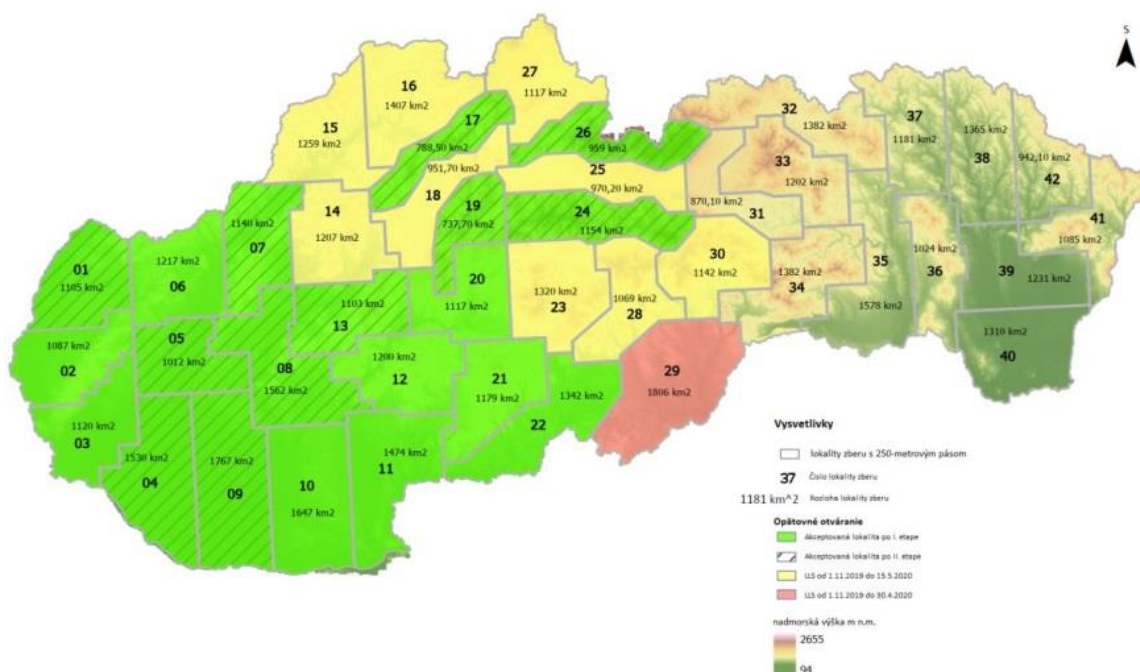 S
27
1117 km2
16
1407 km2
15
1259 km2
17
788,50 km2
26
959 km2
32
1382 km2
37
1181 km2
1365 km2
38
942,10 km2
42
33
1202 km2
951,70 km2
18
25
970,20 km2
19
737,70 km2
24
1154 km2
870,10 km2
31
14
1207 km2
1140 km2
07
01
1105 km2
1217 km2
06
41
1085 km2
1024 km2
36
35
1578 km2
39
1231 km2
30
1142 km2
1382 km2
34
20
1117 km2
1320 km2
23
1069 km2
28
1103 km2
13
1310 km2
40
1087 km2
02
05
1012 km2
08
1562 km2
1200 km2
12
21
1179 km2
1342 km2
22
29
1806 km2
1120 km2
03
1530 km2
04
1767 km2
09
10
1647 km2
1474 km2
11
Vysvetlivky
lokality zberu s 250-metrovým pásom
37 Číslo lokality zberu
1181 km^2 Rozloha lokality zberu
Opätovné otváranie
Akceptovaná lokalita po I. etape
Akceptovaná lokalita po II. etape
LLS od 1.11.2019 do 15.5.2020
LLS od 1.11.2019 do 30.4.2020
nadmorská výška m n.m.
2655
94